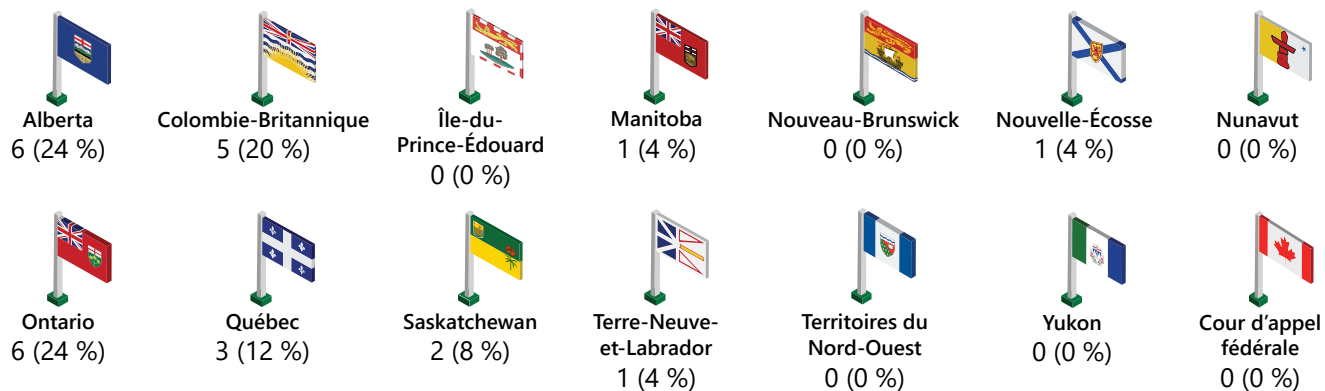 Alberta
6 (24 %)
Colombie-Britannique
5 (20 %)
Île-du-
Prince-Édouard
0 (0 %)
Manitoba
1 (4 %)
Nouveau-Brunswick
0 (0 %)
Nouvelle-Écosse
1 (4 %)
Nunavut
0 (0 %)
Ontario
6 (24 %)
Québec
3 (12 %)
Saskatchewan
2 (8 %)
Terre-Neuve-
et-Labrador
1 (4 %)
Territoires du
Nord-Ouest
0 (0 %)
Yukon
0 (0 %)
Cour d’appel
fédérale
0 (0 %)